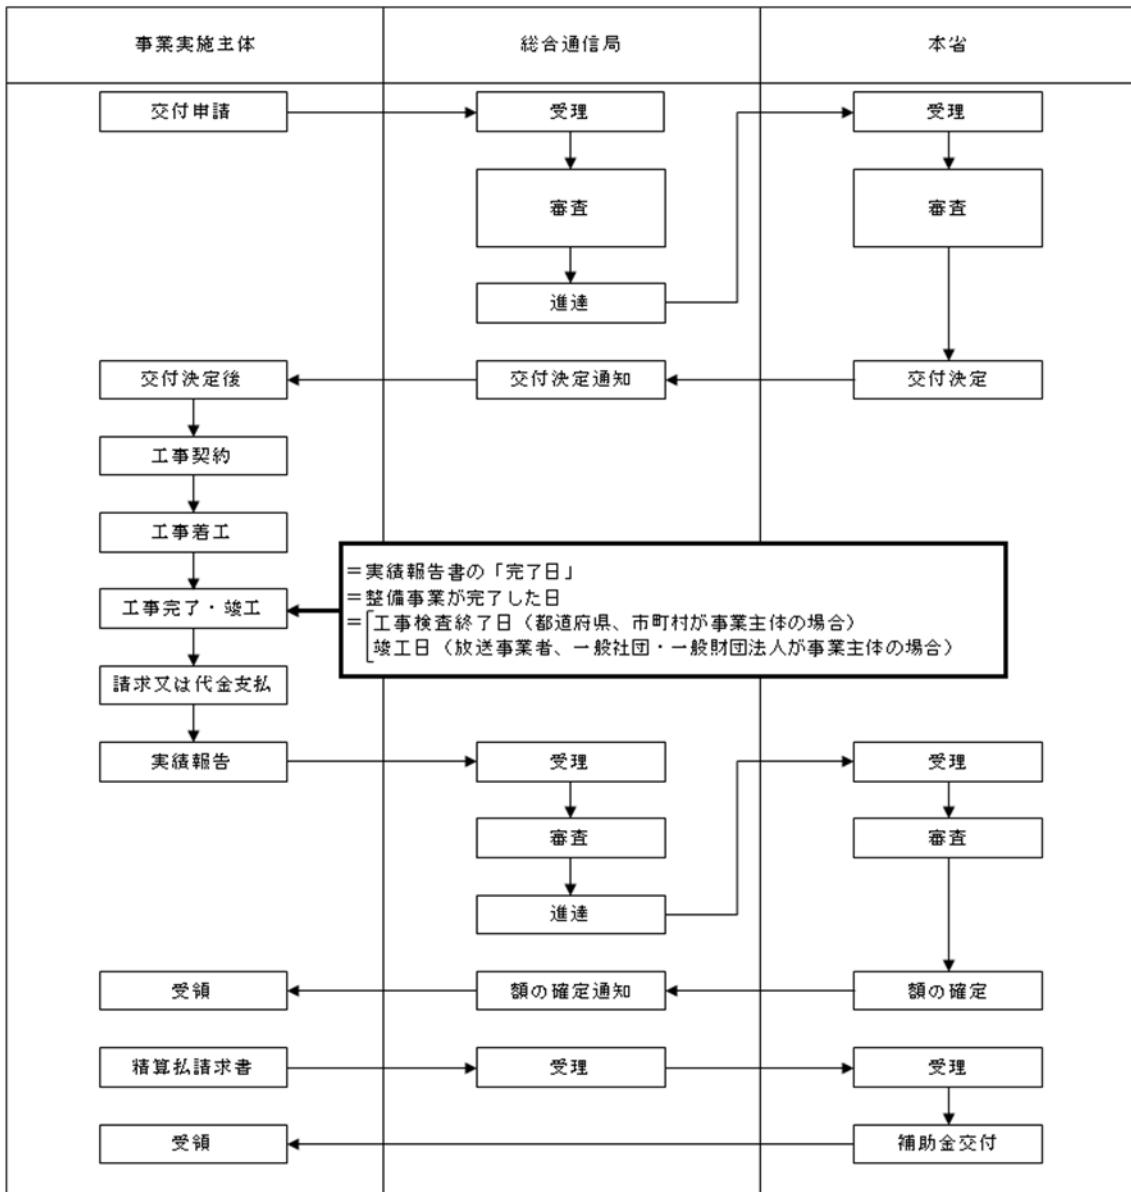 事業実施主体
総合通信局
本省
交付申請
受理
受理
審査
審査
進達
交付決定後
交付決定通知
交付決定
工事契約
工事着工
＝実績報告書の「完了日」
＝整備事業が完了した日
工事完了・竣工
＝工事検査終了日（都道府県、市町村が事業主体の場合）
竣工日（放送事業者、一般社団・一般財団法人が事業主体の場合）
請求又は代金支払
実績報告
受理
受理
審査
審査
進達
受領
額の確定通知
額の確定
精算払請求書
受理
受理
受領
補助金交付